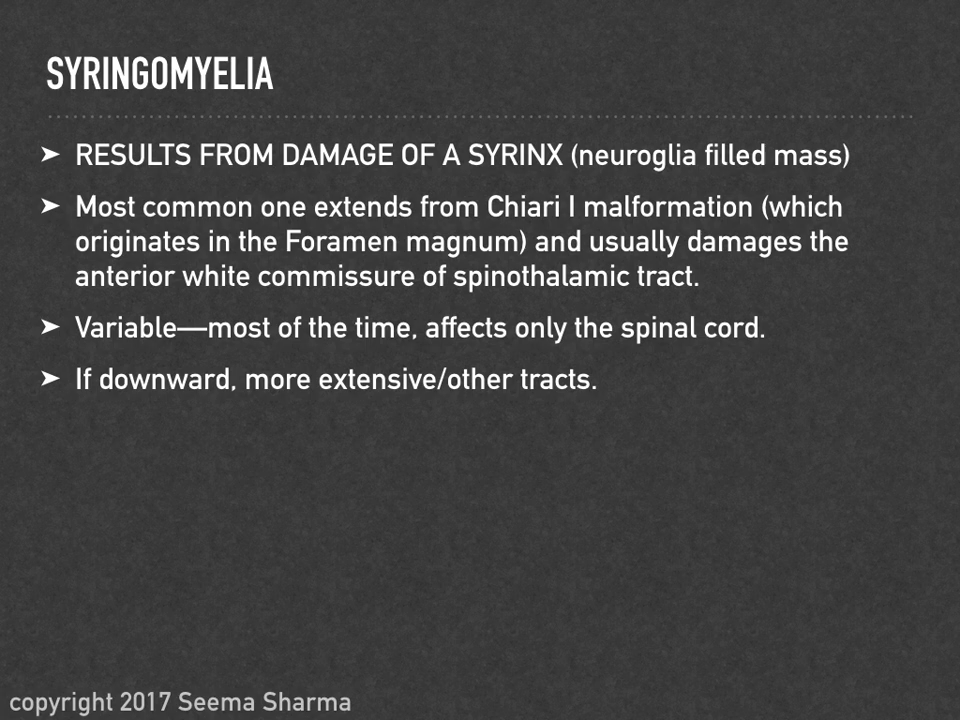 SYRINGOMYELIA
➤ RESULTS FROM DAMAGE OF A SYRINX (neuroglia filled mass)
➤ Most common one extends from Chiari I malformation (which
originates in the Foramen magnum) and usually damages the
anterior white commissure of spinothalamic tract.
➤ Variable—most of the time, affects only the spinal cord.
➤ If downward, more extensive/other tracts.
copyright 2017 Seema Sharma